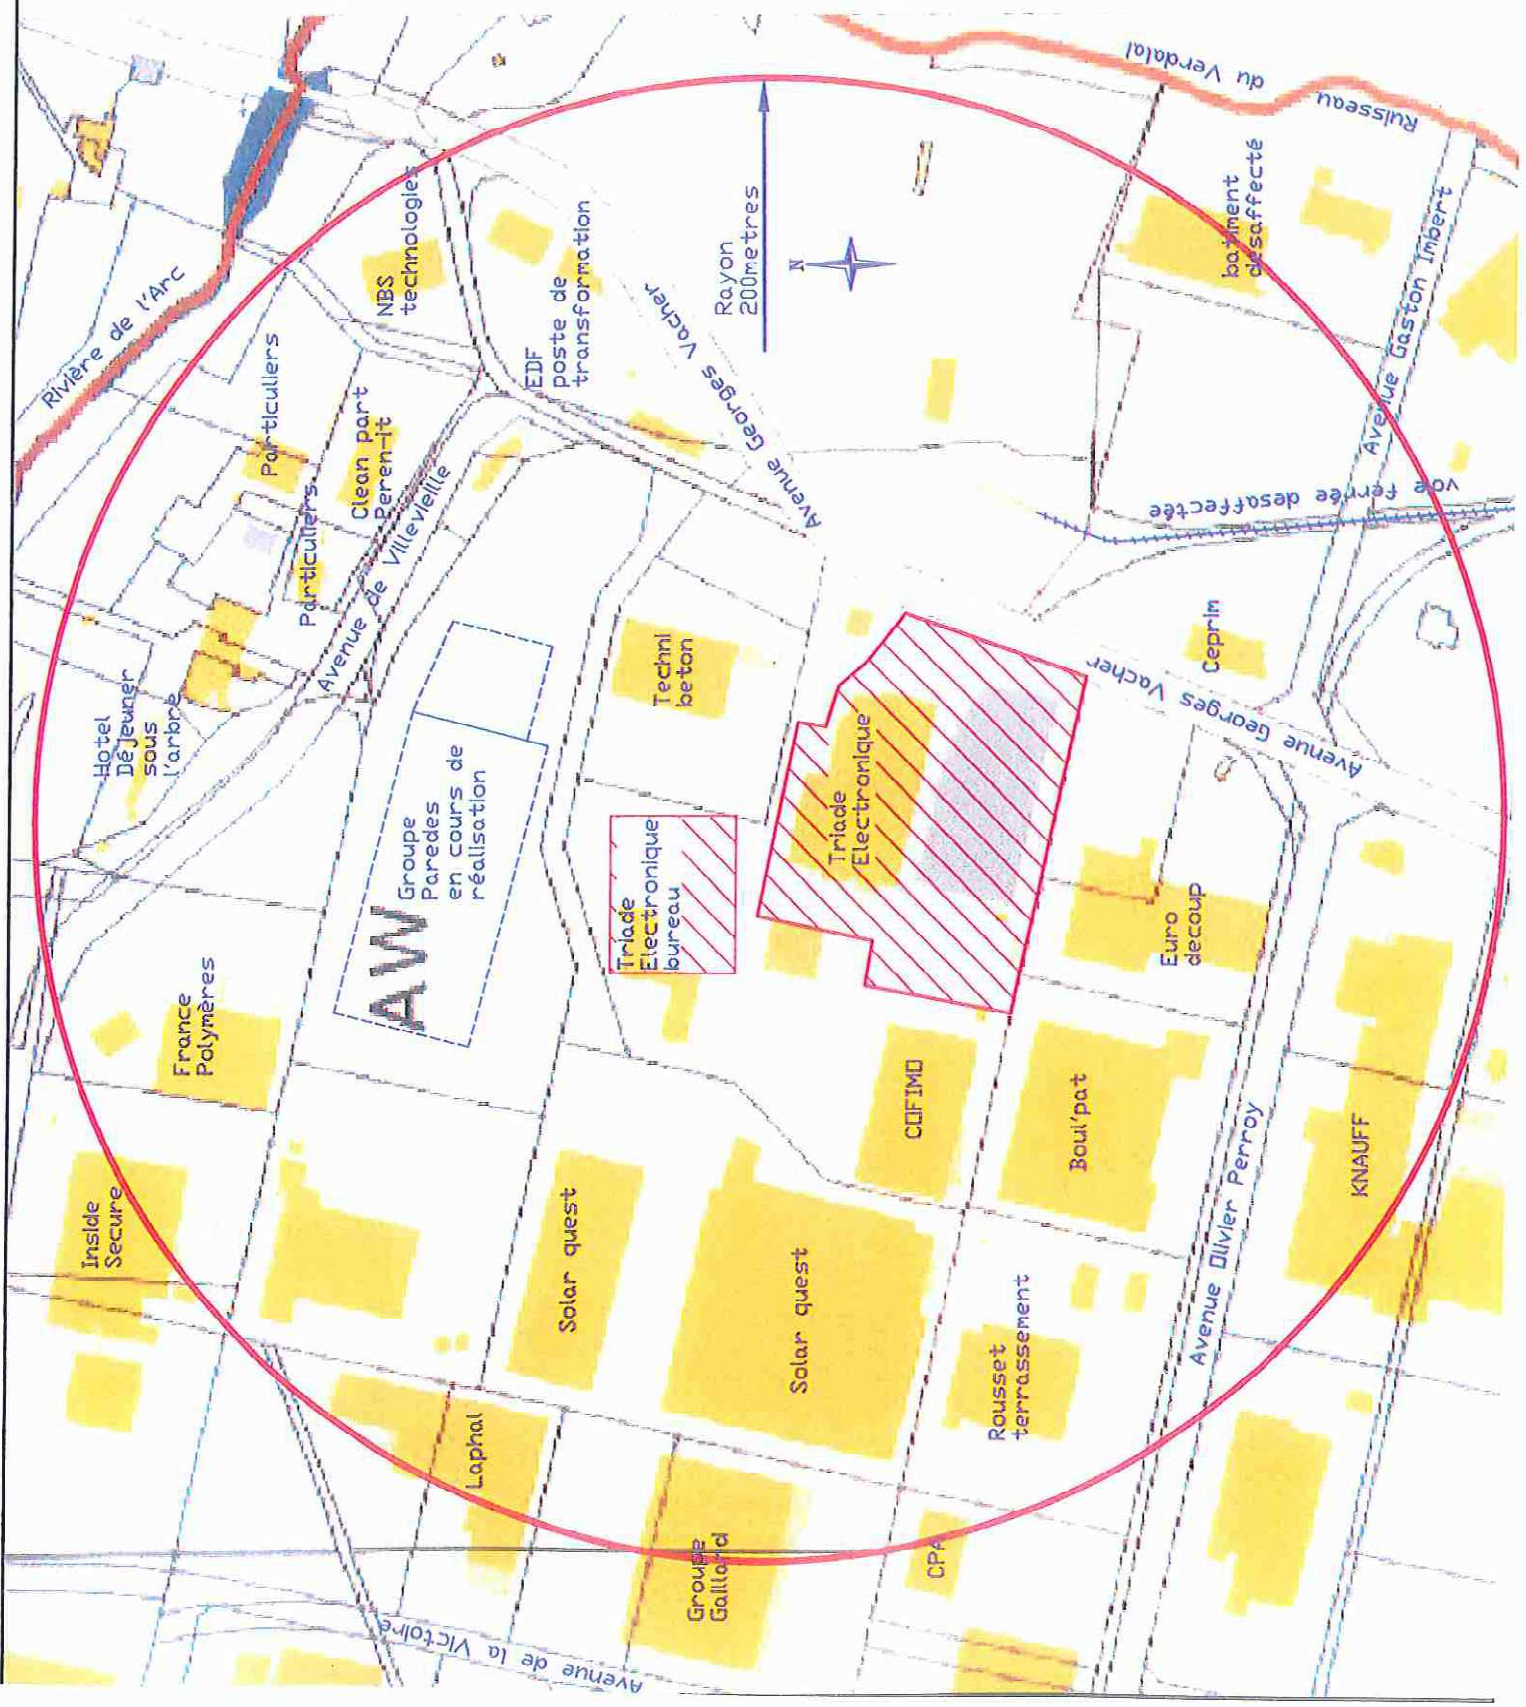 Rivière de l'Arc
Ruisseau du Verdalal
NBS
technologies
Particuliers
Clean part
Peren-it
Particuliers
Avenue de Villevieille
EDF
poste de
transformation
Avenue Georges Vacher
Rayon
200metres
N
batiment
désaffecté
Avenue Gaston Imbert
voie ferrée desaffectée
Hotel
Déjeuner
sous
l'arbre
Groupe
Paredes
en cours de
réalisation
AW
Techni
beton
Triade
Electronique
bureau
Triade
Electronique
Ceprim
Avenue Georges Vacher
Euro
decoup
France
Polymères
Inside
Secure
COFIMO
Boul'pat
KNAUFF
Avenue Olivier Perroy
Solar quest
Solar quest
Rousset
terrassement
Laphal
Groupe
Galland
CPA
Avenue de la Victoire